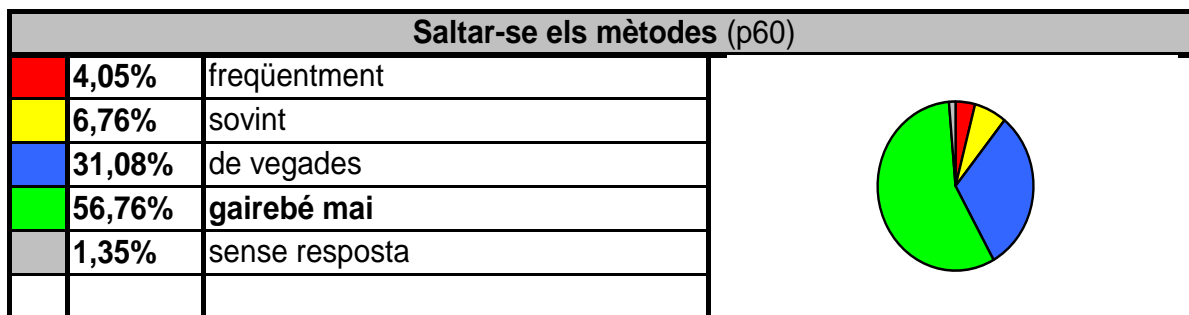 Saltar-se els mètodes (p60)
4,05% freqüentment
6,76% sovint
31,08% de vegades
56,76% gairebé mai
1,35% sense resposta